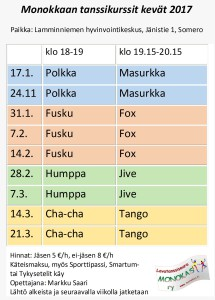 Monokkaan tanssikurssit kevät 2017
Paikka: Lamminniemen hyvinvointikeskus, Jänistie 1, Somero
klo 18-19 klo 19.15-20.15
17.1. Polkka Masurkka
24.11 Polkka Masurkka
31.1. Fusku Fox
7.2. Fusku Fox
14.2. Fusku Fox
28.2. Humppa Jive
7.3. Humppa Jive
14.3. Cha-cha Tango
21.3. Cha-cha Tango
Hinnat: Jäsen 5 €/h, ei-jäsen 8 €/h
Käteismaksu, myös Sporttipassi, Smartum-
tai Tykysetelit käy
Opettajana: Markku Saari
Lähtö alkeista ja seuraavalla viikolla jatketaan
MONOKAS
ry